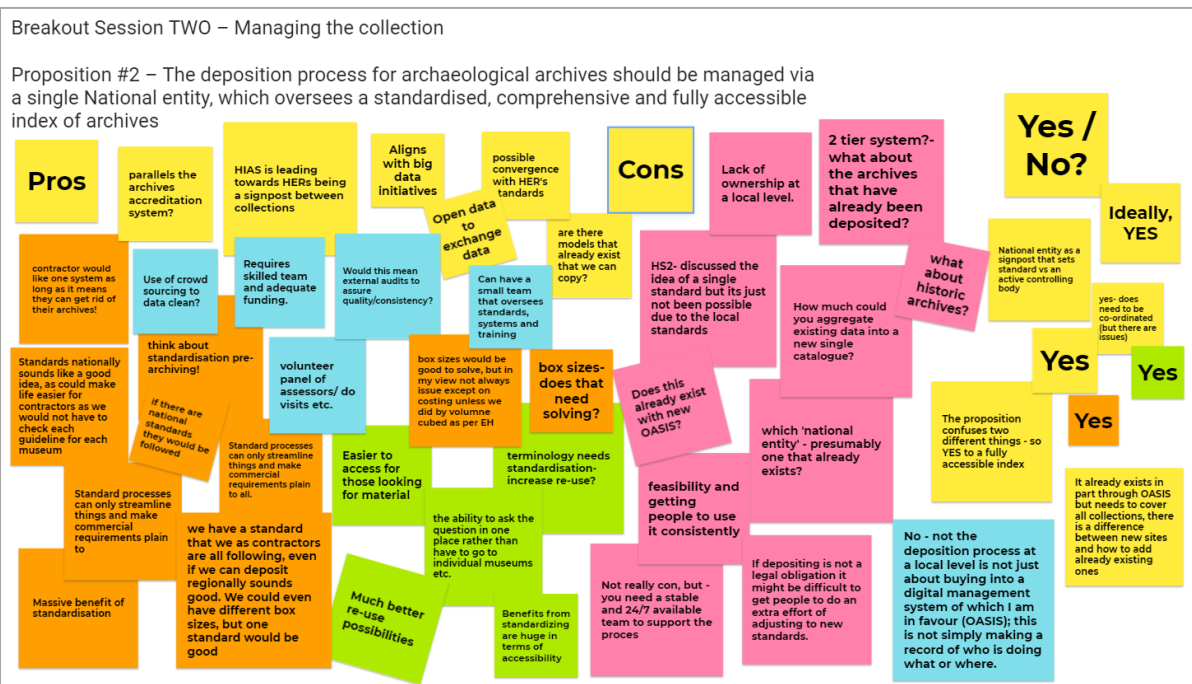 Breakout Session TWO – Managing the collection
Proposition #2 – The deposition process for archaeological archives should be managed via
a single National entity, which oversees a standardised, comprehensive and fully accessible
index of archives
Pros
parallels the
archives
accreditation
system?
HIAS is leading
towards HERs being
a signpost between
collections
Aligns
with big
data
initiatives
possible
convergence
with HER's
standards
Open data
to
exchange
data
are there
models that
already exist
that we can
copy?
contractor would
like one system as
long as it means
they can get rid of
their archives!
Use of crowd
sourcing to
data clean?
Requires
skilled team
and adequate
funding.
Would this mean
external audits to
assure
quality/consistency?
Can have a
small team
that oversees
standards,
systems and
training
Standards nationally
sounds like a good
idea, as could make
life easier for
contractors as we
would not have to
check each
guideline for each
museum
think about
standardisation pre-
archiving!
if there are
national
standards
they would be
followed
volunteer
panel of
assessors/ do
visits etc.
box sizes would be
good to solve, but in
my view not always
issue except on
costing unless we
did by volumne
cubed as per EH
box sizes-
does that
need
solving?
Standard processes
can only streamline
things and make
commercial
requirements plain
to all.
Easier to
access for
those looking
for material
terminology needs
standardisation-
increase re-use?
Standard processes
can only streamline
things and make
commercial
requirements plain
to
we have a standard
that we as contractors
are all following, even
if we can deposit
regionally sounds
good. We could even
have different box
sizes, but one
standard would be
good
the ability to ask the
question in one
place rather than
have to go to
individual museums
etc.
Massive benefit of
standardisation
Much better
re-use
possibilities
Benefits from
standardizing
are huge in
terms of
accessibility
Cons
Lack of
ownership at
a local level.
2 tier system?-
what about
the archives
that have
already been
deposited?
HS2- discussed the
idea of a single
standard but its just
not been possible
due to the local
standards
How much could
you aggregate
existing data into a
new single
catalogue?
what
about
historic
archives?
Does this
already exist
with new
OASIS?
which 'national
entity' - presumably
one that already
exists?
feasibility and
getting
people to use
it consistently
Not really con, but -
you need a stable
and 24/7 available
team to support the
proces
If depositing is not a
legal obligation it
might be difficult to
get people to do an
extra effort of
adjusting to new
standards.
Yes /
No?
Ideally,
YES
National entity as a
signpost that sets
standard vs an
active controlling
body
yes- does
need to be
co-ordinated
(but there are
issues)
Yes
Yes
Yes
The proposition
confuses two
different things - so
YES to a fully
accessible index
It already exists in
part through OASIS
but needs to cover
all collections, there
is a difference
between new sites
and how to add
already existing
ones
No - not the
deposition process at
a local level is not just
about buying into a
digital management
system of which I am
in favour (OASIS); this
is not simply making a
record of who is doing
what or where.